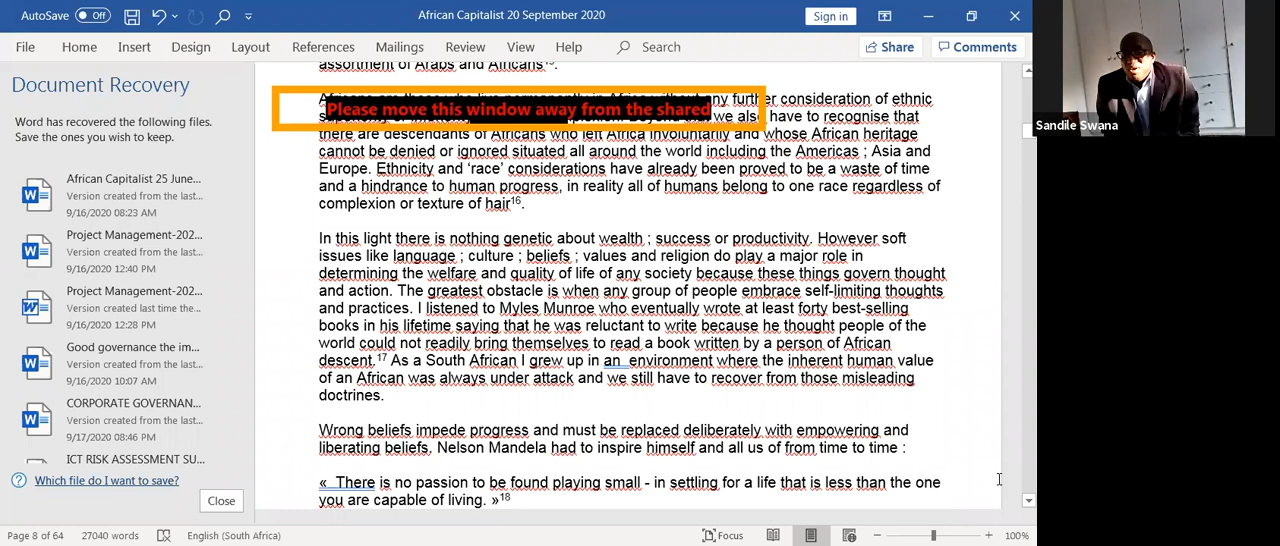 AutoSave Off African Capitalist 20 September 2020 Sign in
File Home Insert Design Layout References Mailings Review View Help Search Share Comments
Document Recovery
Word has recovered the following files.
Save the ones you wish to keep.
African Capitalist 25 June...
Version created from the last...
9/16/2020 08:23 AM
Project Management-202...
Version created from the last...
9/16/2020 12:40 PM
Project Management-202...
Version created last time the...
9/16/2020 12:28 PM
Good governance the im...
Version created from the last...
9/16/2020 10:07 AM
CORPORATE GOVERNAN...
Version created from the last...
9/17/2020 08:46 PM
ICT RISK ASSESSMENT SU...
Which file do I want to save?
Close
assortment of Arabs and Africans
Africans are those who live permanently in Africa without any further consideration of ethnic
Please move this window away from the shared
we also have to recognise that
there are descendants of Africans who left Africa involuntarily and whose African heritage
cannot be denied or ignored situated all around the world including the Americas ; Asia and
Europe. Ethnicity and ‘race’ considerations have already been proved to be a waste of time
and a hindrance to human progress, in reality all of humans belong to one race regardless of
complexion or texture of hair16.
In this light there is nothing genetic about wealth ; success or productivity. However soft
issues like language ; culture ; beliefs ; values and religion do play a major role in
determining the welfare and quality of life of any society because these things govern thought
and action. The greatest obstacle is when any group of people embrace self-limiting thoughts
and practices. I listened to Myles Munroe who eventually wrote at least forty best-selling
books in his lifetime saying that he was reluctant to write because he thought people of the
world could not readily bring themselves to read a book written by a person of African
descent.17 As a South African I grew up in an environment where the inherent human value
of an African was always under attack and we still have to recover from those misleading
doctrines.
Wrong beliefs impede progress and must be replaced deliberately with empowering and
liberating beliefs. Nelson Mandela had to inspire himself and all us of from time to time :
« There is no passion to be found playing small - in settling for a life that is less than the one
you are capable of living. »18
Page 8 of 64 27040 words English (South Africa) Focus 100%
Sandile Swana